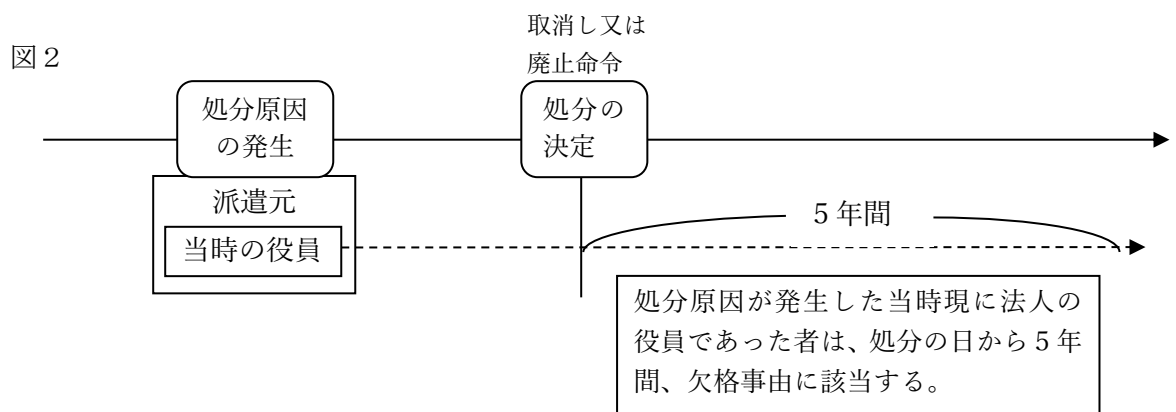 図２
取消し又は
廃止命令
処分原因
の発生
処分の
決定
派遣元
当時の役員
５年間
処分原因が発生した当時現に法人の
役員であった者は、処分の日から５年
間、欠格事由に該当する。